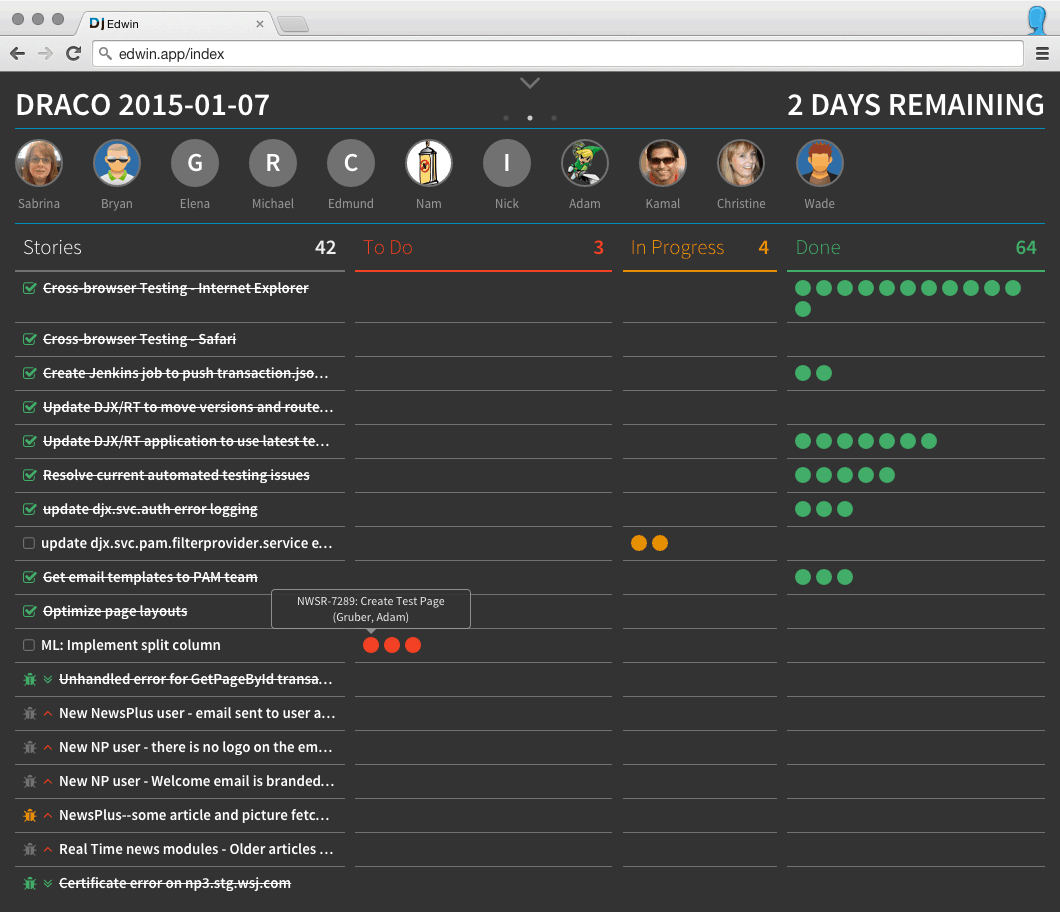 Dj Edwin
edwin.app/index
DRACO 2015-01-07
2 DAYS REMAINING
G
R
C
I
Sabrina
Bryan
Elena
Michael
Edmund
Nam
Nick
Adam
Kamal
Christine
Wade
Stories 42
To Do 3
In Progress 4
Done 64
Cross-browser Testing - Internet Explorer
Cross-browser Testing - Safari
Create Jenkins job to push transaction.jso...
Update DJX/RT to move versions and route...
Update DJX/RT application to use latest te...
Resolve current automated testing issues
update djx.svc.auth error logging
update djx.svc.pam.filterprovider.service e...
Get email templates to PAM team
Optimize page layouts
NWSR-7289: Create Test Page
(Gruber, Adam)
ML: Implement split column
Unhandled error for GetPageById transa...
New NewsPlus user - email sent to user a...
New NP user - there is no logo on the em...
New NP user - Welcome email is branded...
NewsPlus--some article and picture fetc...
Real Time news modules - Older articles ...
Certificate error on np3.stg.wsj.com